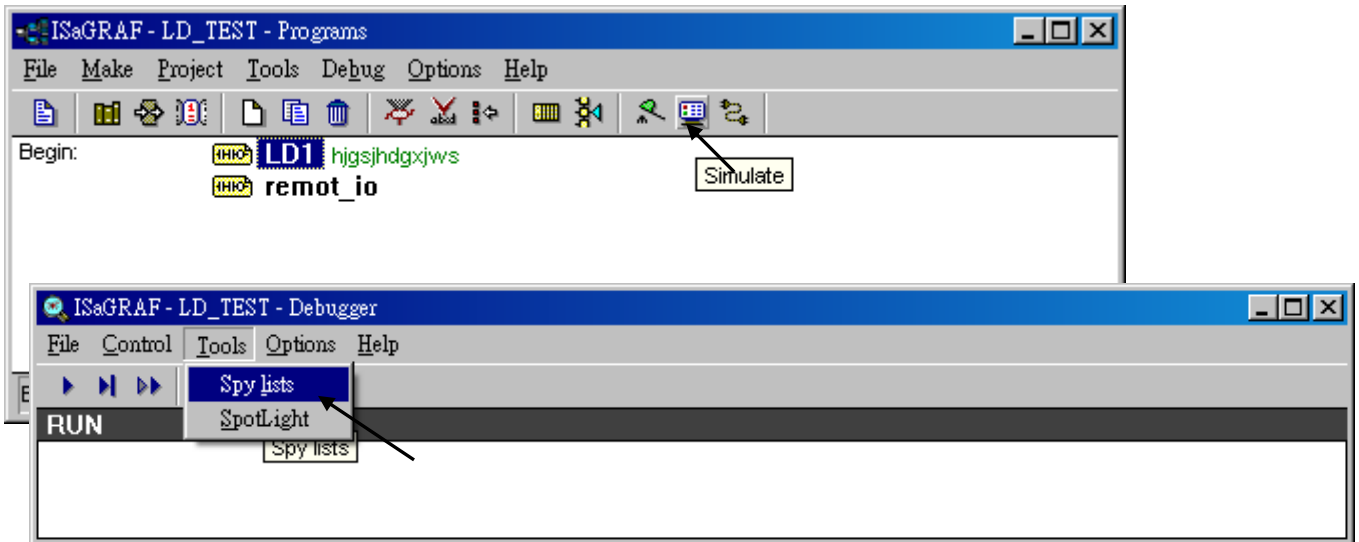 ISaGRAF - LD_TEST - Programs
File Make Project Tools Debug Options Help
Begin: LD1 hjgsjhdgxjws
remot_io
Simulate
ISaGRAF - LD_TEST - Debugger
File Control Tools Options Help
Spy lists
SpotLight
RUN
Spy lists